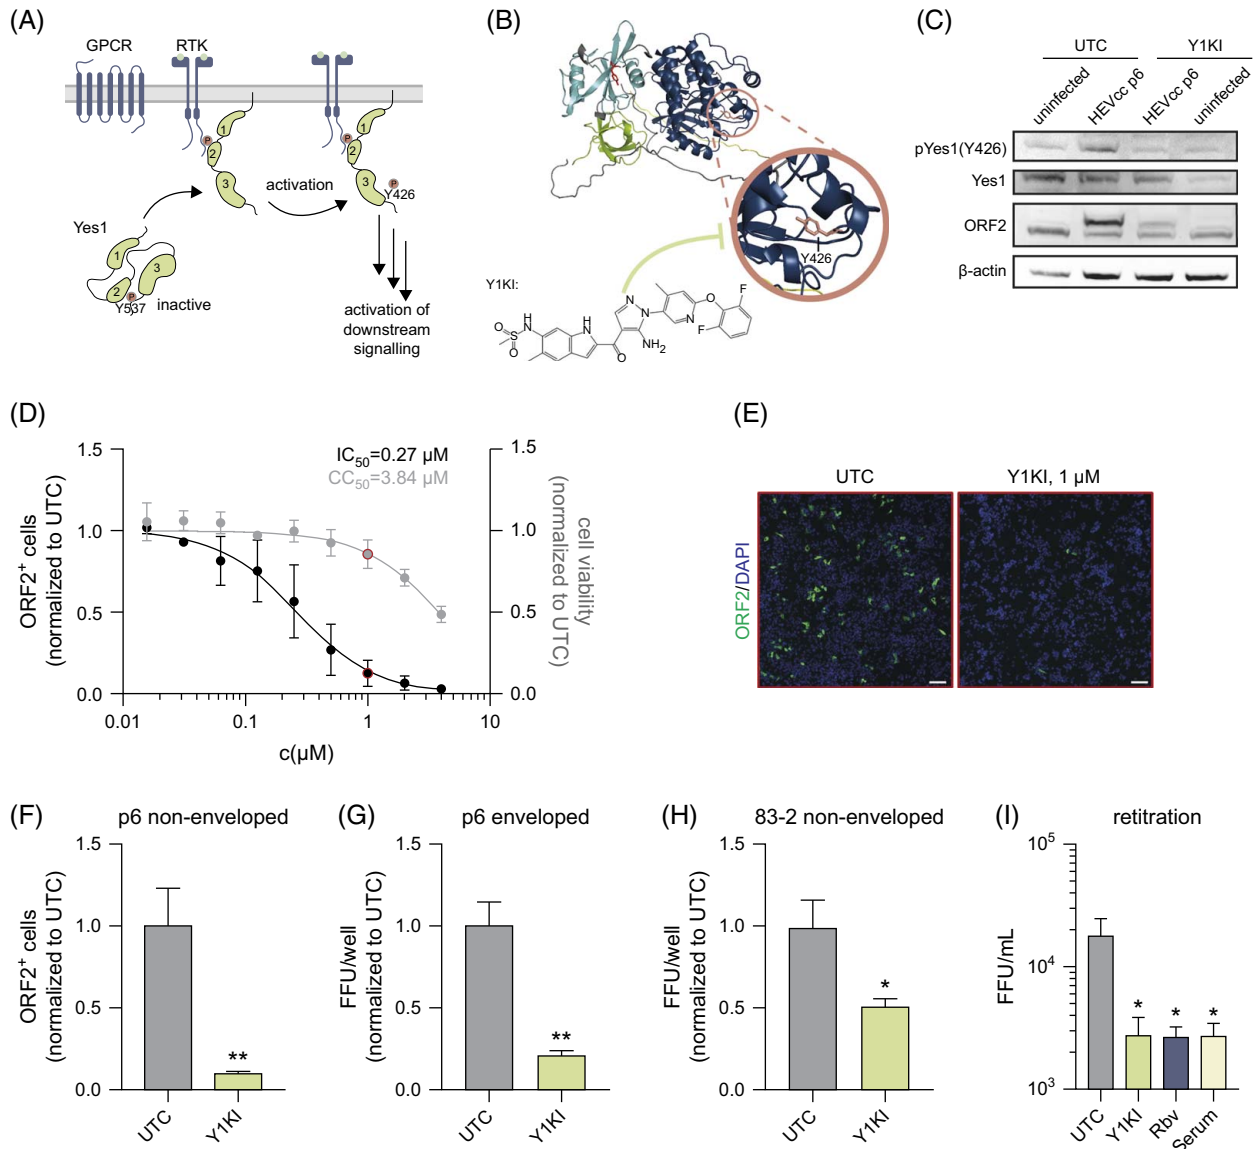 (A)
GPCR
RTK
P
1
2
3
activation
P
1
2
3
P
Y426
Yes1
1
2
3
P
Y537
inactive
activation of
downstream
signalling
(B)
Y426
Y1KI:
O
S
O
NH
H
N
O
N
N
NH2
N
O
F
F
(C)
UTC
Y1KI
uninfected
HEVcc p6
HEVcc p6
uninfected
pYes1(Y426)
Yes1
ORF2
β-actin
(D)
ORF2+ cells
(normalized to UTC)
1.5
1.0
0.5
0.0
IC50=0.27 µM
CC50=3.84 µM
1.5
1.0
0.5
0.0
cell viability
(normalized to UTC)
0.01
0.1
1
10
c(µM)
(E)
UTC
Y1KI, 1 µM
ORF2/DAPI
(F)
p6 non-enveloped
ORF2+ cells
(normalized to UTC)
1.5
1.0
0.5
0.0
**
UTC
Y1KI
(G)
p6 enveloped
FFU/well
(normalized to UTC)
1.5
1.0
0.5
0.0
**
UTC
Y1KI
(H)
83-2 non-enveloped
FFU/well
(normalized to UTC)
1.5
1.0
0.5
0.0
*
UTC
Y1KI
(I)
retitration
FFU/mL
10^5
10^4
10^3
*
*
*
UTC
Y1KI
Rbv
Serum